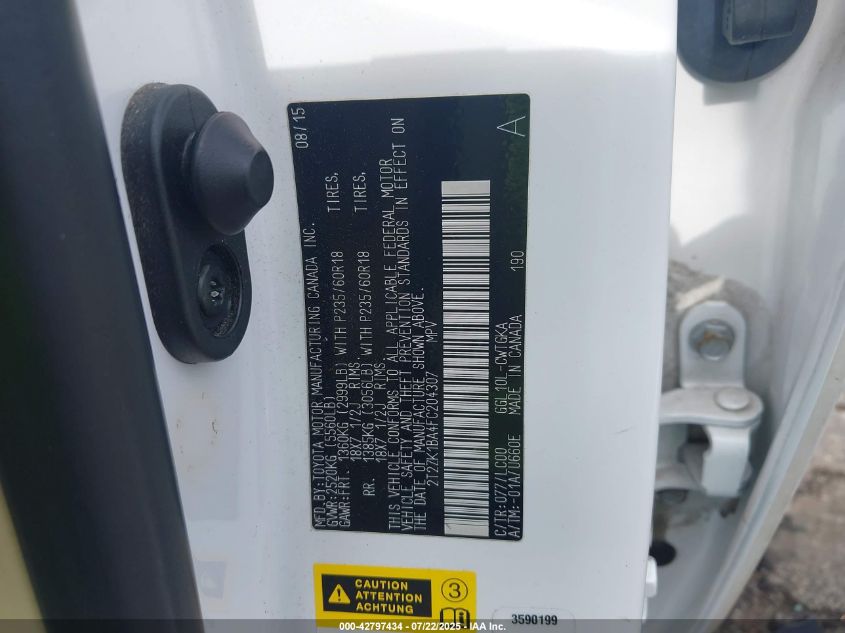 MFD.BY:TOYOTA MOTOR MANUFACTURING CANADA INC. 08/15
GVWR:2520KG (5560LB)
GAWR:FRT. 1360KG (2999LB) WITH P235/60R18 TIRES,
18X7 1/2J RIMS
RR. 1385KG (3056LB) WITH P235/60R18 TIRES,
18X7 1/2J RIMS
THIS VEHICLE CONFORMS TO ALL APPLICABLE FEDERAL MOTOR
VEHICLE SAFETY AND THEFT PREVENTION STANDARDS IN EFFECT ON
THE DATE OF MANUFACTURE SHOWN ABOVE.
2T2ZK1BA4FC204307 MPV
C/TR:077/LC00 GGL10L-CWTGKA
A/TM:-01A/U660E MADE IN CANADA 190 A
CAUTION
ATTENTION
ACHTUNG
3
3590199
000-42797434 - 07/22/2025 - IAA Inc.